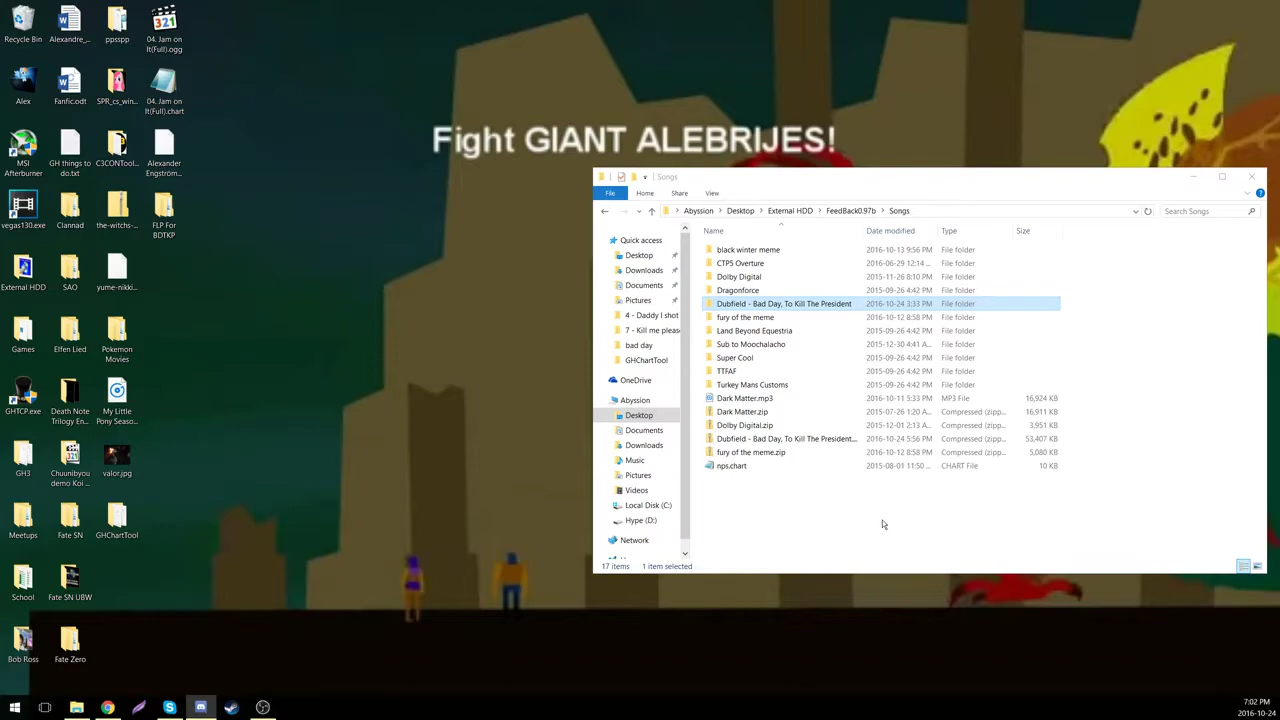 Recycle Bin
Alexandre_...
ppsspp
04. Jam on
It(Full).ogg
Alex
Fanfic.odt
SPR_cs_win...
04. Jam on
It(Full).chart
MSI
Afterburner
GH things to
do.txt
C3CONTool...
Alexander
Engström...
vegas130.exe
Clannad
the-witchs-...
FLP For
BDTKP
External HDD
SAO
yume-nikki...
Games
Elfen Lied
Pokemon
Movies
GHTCP.exe
Death Note
Trilogy En...
My Little
Pony Seaso...
GH3
Chuunibyou
demo Koi ...
valor.jpg
Meetups
Fate SN
GHChartTool
School
Fate SN UBW
Bob Ross
Fate Zero
321
321
Fight GIANT ALEBRIJES!
Songs
File
Home
Share
View
Abyssion
Desktop
External HDD
FeedBack0.97b
Songs
Search Songs
Name
Date modified
Type
Size
Quick access
Desktop
Downloads
Documents
Pictures
4 - Daddy I shot
7 - Kill me pleas
bad day
GHChartTool
OneDrive
Abyssion
Desktop
Documents
Downloads
Music
Pictures
Videos
Local Disk (C:)
Hype (D:)
Network
black winter meme 2016-10-13 9:56 PM File folder
CTP5 Overture 2016-06-29 12:14 ... File folder
Dolby Digital 2015-11-26 8:10 PM File folder
Dragonforce 2015-09-26 4:42 PM File folder
Dubfield - Bad Day, To Kill The President 2016-10-24 3:33 PM File folder
fury of the meme 2016-10-12 8:58 PM File folder
Land Beyond Equestria 2015-09-26 4:42 PM File folder
Sub to Moochalacho 2015-12-30 4:41 A... File folder
Super Cool 2015-09-26 4:42 PM File folder
TTFAF 2015-09-26 4:42 PM File folder
Turkey Mans Customs 2015-09-26 4:42 PM File folder
Dark Matter.mp3 2016-10-11 5:33 PM MP3 File 16,924 KB
Dark Matter.zip 2015-07-26 1:20 A... Compressed (zipp... 16,911 KB
Dolby Digital.zip 2015-12-01 2:13 A... Compressed (zipp... 3,951 KB
Dubfield - Bad Day, To Kill The President... 2016-10-24 5:56 PM Compressed (zipp... 53,407 KB
fury of the meme.zip 2016-10-12 8:58 PM Compressed (zipp... 5,080 KB
nps.chart 2015-08-01 11:50 ... CHART File 10 KB
17 items 1 item selected
7:02 PM
2016-10-24